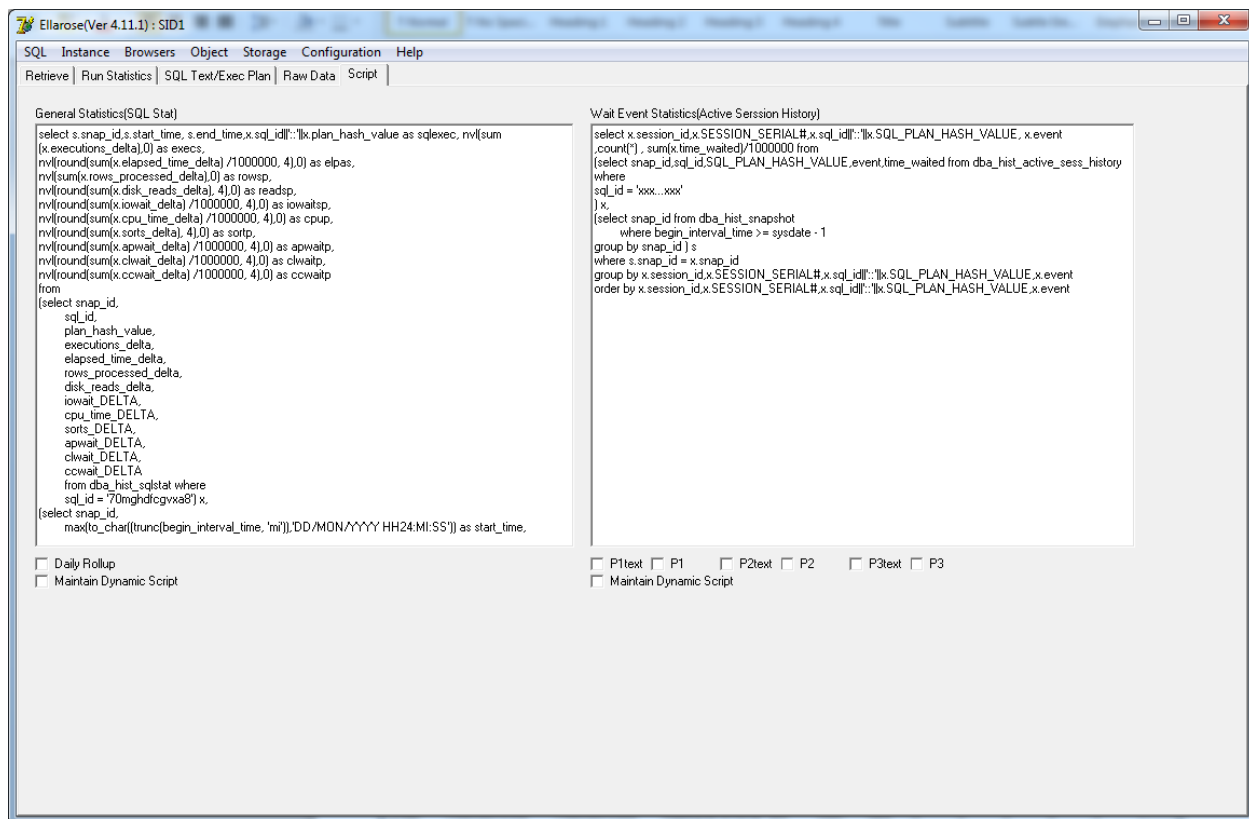 Ellarose(Ver 4.11.1) : SID1
SQL Instance Browsers Object Storage Configuration Help
Retrieve Run Statistics SQL Text/Exec Plan Raw Data Script
General Statistics(SQL Stat)
select s.snap_id,s.start_time, s.end_time,x.sql_id||'::'||x.plan_hash_value as sqlexec, nvl(sum
(x.executions_delta),0) as execs,
nvl(round(sum(x.elapsed_time_delta) /1000000, 4),0) as elpas,
nvl(sum(x.rows_processed_delta),0) as rowsp,
nvl(round(sum(x.disk_reads_delta), 4),0) as readsp,
nvl(round(sum(x.iowait_delta) /1000000, 4),0) as iowaitsp,
nvl(round(sum(x.cpu_time_delta) /1000000, 4),0) as cpup,
nvl(round(sum(x.sorts_delta), 4),0) as sortp,
nvl(round(sum(x.apwait_delta) /1000000, 4),0) as apwaitp,
nvl(round(sum(x.clwait_delta) /1000000, 4),0) as clwaitp,
nvl(round(sum(x.ccwait_delta) /1000000, 4),0) as ccwaitp
from
(select snap_id,
sql_id,
plan_hash_value,
executions_delta,
elapsed_time_delta,
rows_processed_delta,
disk_reads_delta,
iowait_DELTA,
cpu_time_DELTA,
sorts_DELTA,
apwait_DELTA,
clwait_DELTA,
ccwait_DELTA
from dba_hist_sqlstat where
sql_id = '70mghdfcgvxa8') x,
(select snap_id,
max(to_char((trunc(begin_interval_time, 'mi')),'DD/MON/YYYY HH24:MI:SS')) as start_time,
Daily Rollup
Maintain Dynamic Script
Wait Event Statistics(Active Serssion History)
select x.session_id,x.SESSION_SERIAL#,x.sql_id||'::'||x.SQL_PLAN_HASH_VALUE, x.event
,count(*) , sum(x.time_waited)/1000000 from
(select snap_id,sql_id,SQL_PLAN_HASH_VALUE,event,time_waited from dba_hist_active_sess_history
where
sql_id = 'xxx...xxx'
) x,
(select snap_id from dba_hist_snapshot
where begin_interval_time >= sysdate - 1
group by snap_id ) s
where s.snap_id = x.snap_id
group by x.session_id,x.SESSION_SERIAL#,x.sql_id||'::'||x.SQL_PLAN_HASH_VALUE,x.event
order by x.session_id,x.SESSION_SERIAL#,x.sql_id||'::'||x.SQL_PLAN_HASH_VALUE,x.event
P1text P1 P2text P2 P3text P3
Maintain Dynamic Script